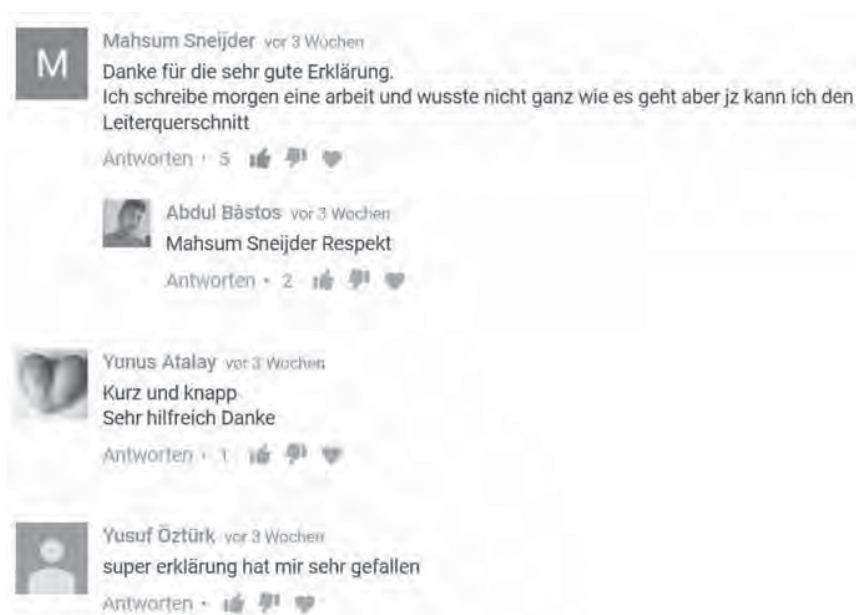 M
Mahsum Sneijder vor 3 Wochen
Danke für die sehr gute Erklärung.
Ich schreibe morgen eine arbeit und wusste nicht ganz wie es geht aber jz kann ich den
Leiterquerschnitt
Antworten · 5
Abdul Bàstos vor 3 Wochen
Mahsum Sneijder Respekt
Antworten · 2
Yunus Atalay vor 3 Wochen
Kurz und knapp
Sehr hilfreich Danke
Antworten · 1
Yusuf Öztürk vor 3 Wochen
super erklärung hat mir sehr gefallen
Antworten ·